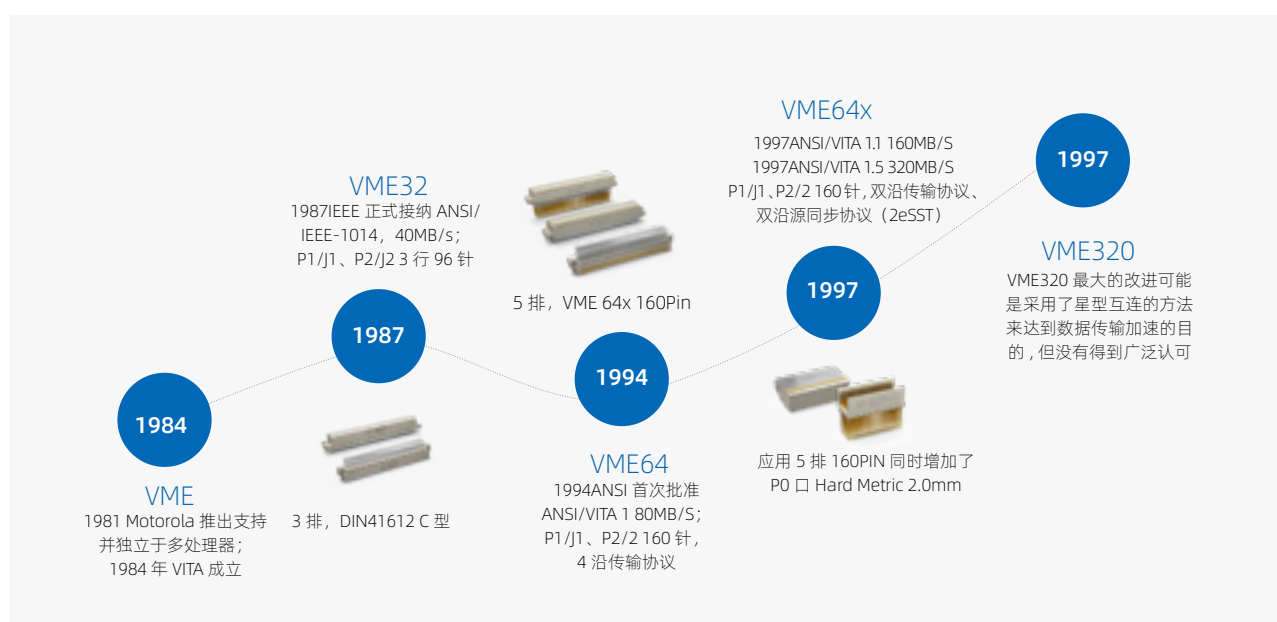 1984
VME
1981 Motorola 推出支持
并独立于多处理器；
1984 年 VITA 成立
VME32
1987IEEE 正式接纳 ANSI/
IEEE-1014，40MB/s；
P1/J1、P2/J2 3 行 96 针
1987
3 排，DIN41612 C 型
5 排，VME 64x 160Pin
1994
VME64
1994ANSI 首次批准
ANSI/VITA 1 80MB/S；
P1/J1、P2/2 160 针，
4 沿传输协议
VME64x
1997ANSI/VITA 1.1 160MB/S
1997ANSI/VITA 1.5 320MB/S
P1/J1、P2/2 160 针, 双沿传输协议、
双沿源同步协议（2eSST）
1997
应用 5 排 160PIN 同时增加了
P0 口 Hard Metric 2.0mm
1997
VME320
VME320 最大的改进可能
是采用了星型互连的方法
来达到数据传输加速的目
的 , 但没有得到广泛认可